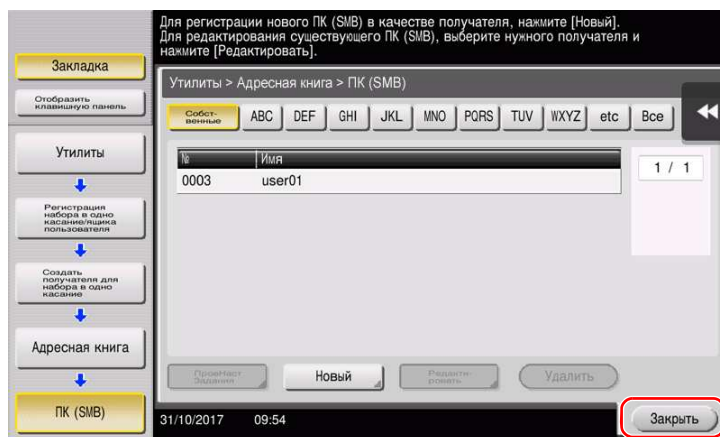 Для регистрации нового ПК (SMB) в качестве получателя, нажмите [Новый].
Для редактирования существующего ПК (SMB), выберите нужного получателя и
нажмите [Редактировать].
Закладка
Отобразить
клавишную панель
Утилиты
Регистрация
набора в одно
касание/ящика
пользователя
Создать
получателя для
набора в одно
касание
Адресная книга
ПК (SMB)
Утилиты > Адресная книга > ПК (SMB)
Собст-
венные
ABC
DEF
GHI
JKL
MNO
PQRS
TUV
WXYZ
etc
Все
№
Имя
0003
user01
1 / 1
ПровНаст
Задания
Новый
Редакти-
ровать
Удалить
31/10/2017
09:54
Закрыть